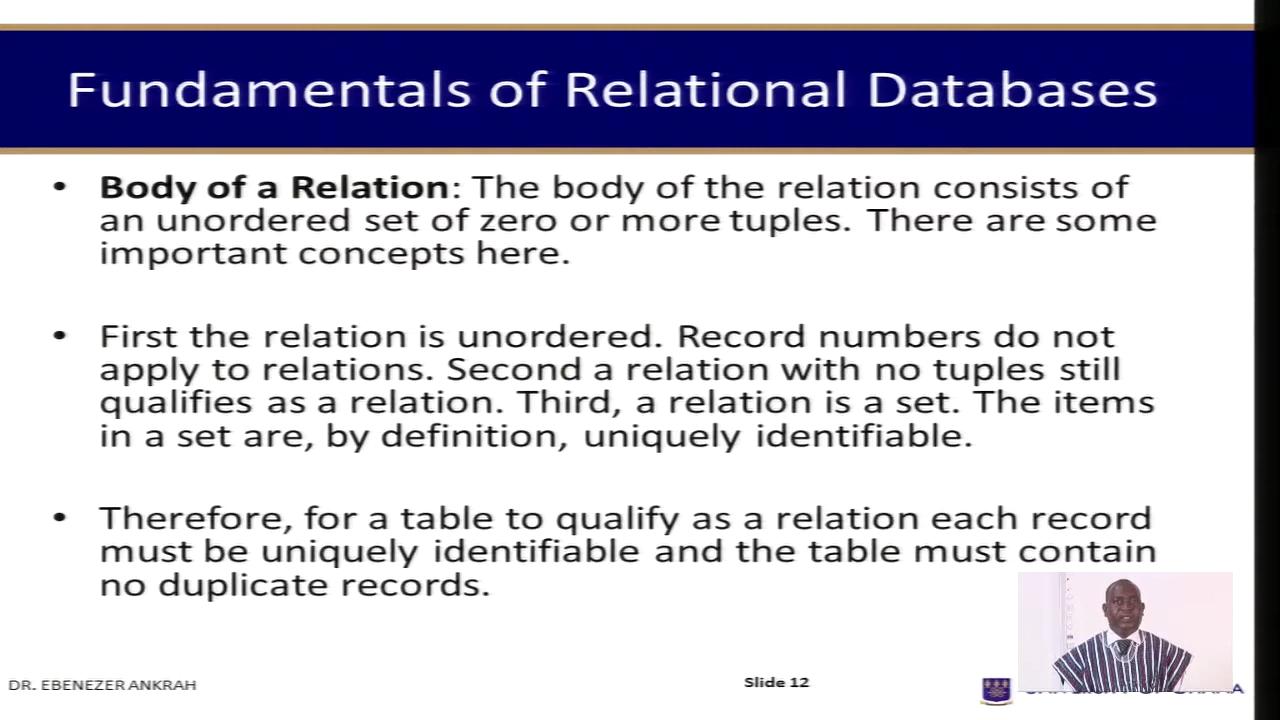 Fundamentals of Relational Databases
• Body of a Relation: The body of the relation consists of
an unordered set of zero or more tuples. There are some
important concepts here.
• First the relation is unordered. Record numbers do not
apply to relations. Second a relation with no tuples still
qualifies as a relation. Third, a relation is a set. The items
in a set are, by definition, uniquely identifiable.
• Therefore, for a table to qualify as a relation each record
must be uniquely identifiable and the table must contain
no duplicate records.
DR. EBENEZER ANKRAH
Slide 12